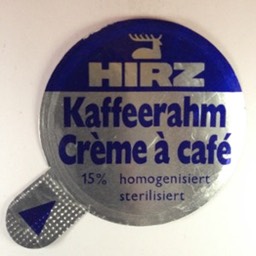 HIRZ
Kaffeerahm
Crème à café
15% homogenisiert
sterilisiert